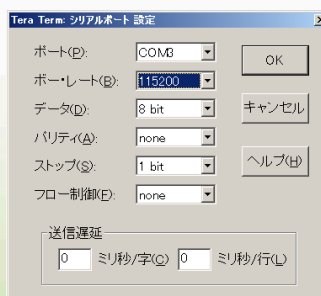 Tera Term: シリアルポート 設定
ポート(P): COM3 OK
ボー・レート(B): 115200
データ(D): 8 bit キャンセル
パリティ(A): none
ストップ(S): 1 bit ヘルプ(H)
フロー制御(F): none
送信遅延
0 ミリ秒/字(C) 0 ミリ秒/行(L)